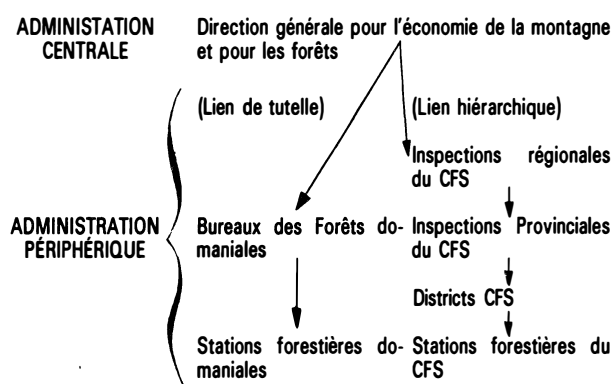 ADMINISTATION
CENTRALE
Direction générale pour l'économie de la montagne
et pour les forêts
(Lien de tutelle)
(Lien hiérarchique)
Inspections régionales
du CFS
ADMINISTRATION
PÉRIPHÉRIQUE
Bureaux des Forêts do-
maniales
Inspections Provinciales
du CFS
Districts CFS
Stations forestières do-
maniales
Stations forestières du
CFS